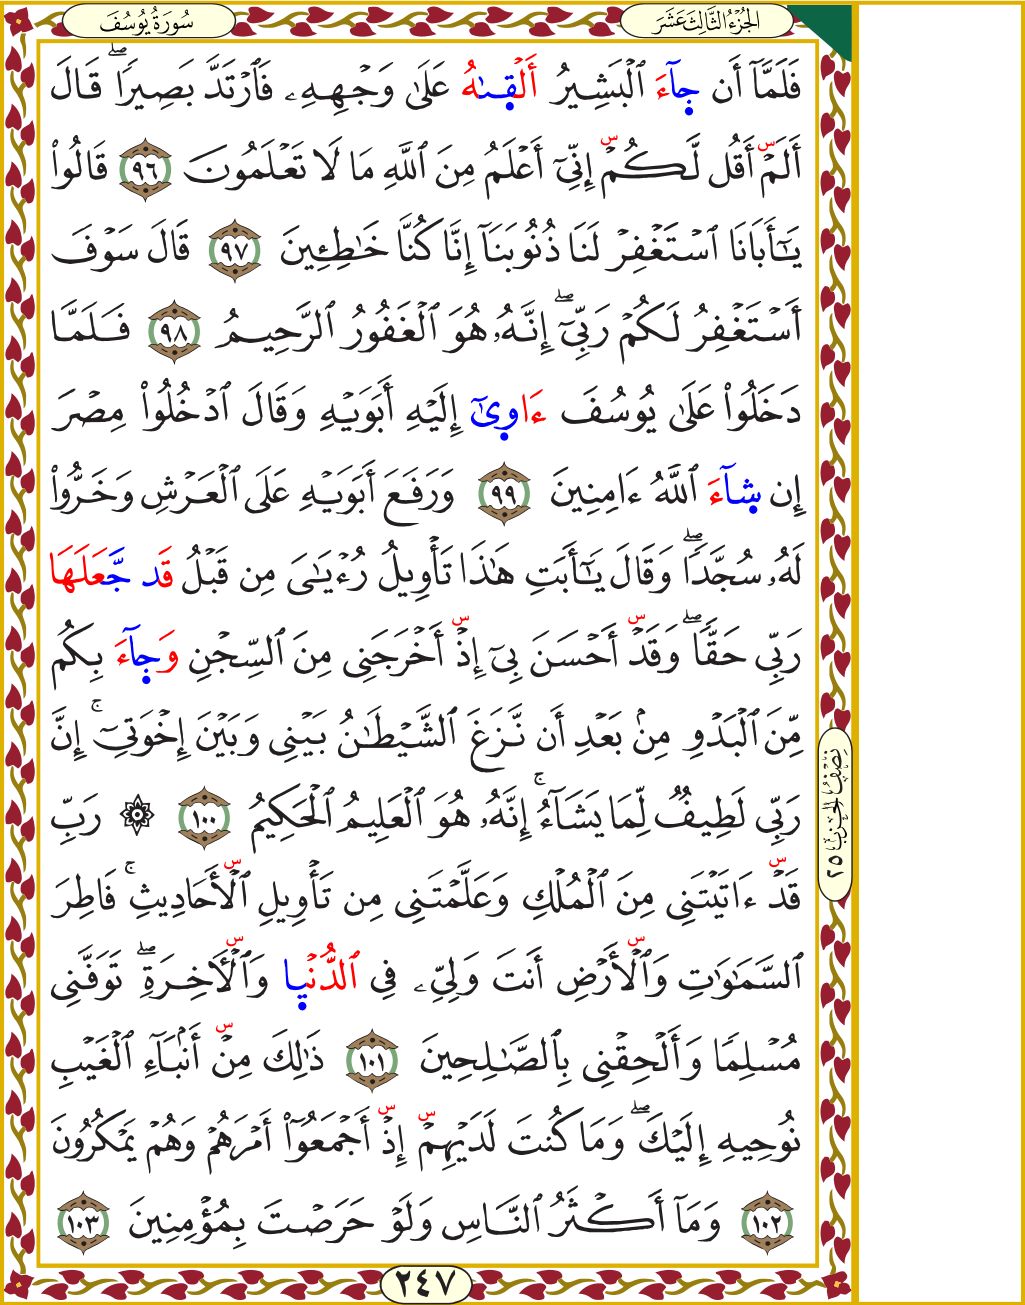 الجُزْءُ الثَّالِثَ عَشَرَ
سُورَةُ يُوسُفَ
فَلَمَّآ أَن جَآءَ ٱلْبَشِيرُ أَلْقَىٰهُ عَلَىٰ وَجْهِهِۦ فَٱرْتَدَّ بَصِيرًاۖ قَالَ
أَلَمْ أَقُل لَّكُمْ إِنِّىٓ أَعْلَمُ مِنَ ٱللَّهِ مَا لَا تَعْلَمُونَ ٩٦ قَالُوا۟
يَـٰٓأَبَانَا ٱسْتَغْفِرْ لَنَا ذُنُوبَنَآ إِنَّا كُنَّا خَـٰطِـِٔينَ ٩٧ قَالَ سَوْفَ
أَسْتَغْفِرُ لَكُمْ رَبِّىٓۖ إِنَّهُۥ هُوَ ٱلْغَفُورُ ٱلرَّحِيمُ ٩٨ فَلَمَّا
دَخَلُوا۟ عَلَىٰ يُوسُفَ ءَاوِىٰٓ إِلَيْهِ أَبَوَيْهِ وَقَالَ ٱدْخُلُوا۟ مِصْرَ
إِن شَآءَ ٱللَّهُ ءَامِنِينَ ٩٩ وَرَفَعَ أَبَوَيْهِ عَلَى ٱلْعَرْشِ وَخَرُّوا۟
لَهُۥ سُجَّدًاۖ وَقَالَ يَـٰٓأَبَتِ هَـٰذَا تَأْوِيلُ رُءْيَـٰىَ مِن قَبْلُ قَد جَّعَلَهَا
رَبِّى حَقًّاۖ وَقَدْ أَحْسَنَ بِىٓ إِذْ أَخْرَجَنِى مِنَ ٱلسِّجْنِ وَجَآءَ بِكُم
مِّنَ ٱلْبَدْوِ مِنۢ بَعْدِ أَن نَّزَغَ ٱلشَّيْطَـٰنُ بَيْنِى وَبَيْنَ إِخْوَتِىٓۚ إِنَّ
رَبِّى لَطِيفٌ لِّمَا يَشَآءُۚ إِنَّهُۥ هُوَ ٱلْعَلِيمُ ٱلْحَكِيمُ ١٠٠ ۞ رَبِّ
قَدْ ءَاتَيْتَنِى مِنَ ٱلْمُلْكِ وَعَلَّمْتَنِى مِن تَأْوِيلِ ٱلْأَحَادِيثِۚ فَاطِرَ
ٱلسَّمَـٰوَٰتِ وَٱلْأَرْضِ أَنتَ وَلِىِّۦ فِى ٱلدُّنْيَا وَٱلْـَٔاخِرَةِۖ تَوَفَّنِى
مُسْلِمًا وَأَلْحِقْنِى بِٱلصَّـٰلِحِينَ ١٠١ ذَٰلِكَ مِنْ أَنۢبَآءِ ٱلْغَيْبِ
نُوحِيهِ إِلَيْكَۖ وَمَا كُنتَ لَدَيْهِمْ إِذْ أَجْمَعُوٓا۟ أَمْرَهُمْ وَهُمْ يَمْكُرُونَ
١٠٢ وَمَآ أَكْثَرُ ٱلنَّاسِ وَلَوْ حَرَصْتَ بِمُؤْمِنِينَ ١٠٣
نِصْفُ الحِزْبِ ٢٥
٢٤٧